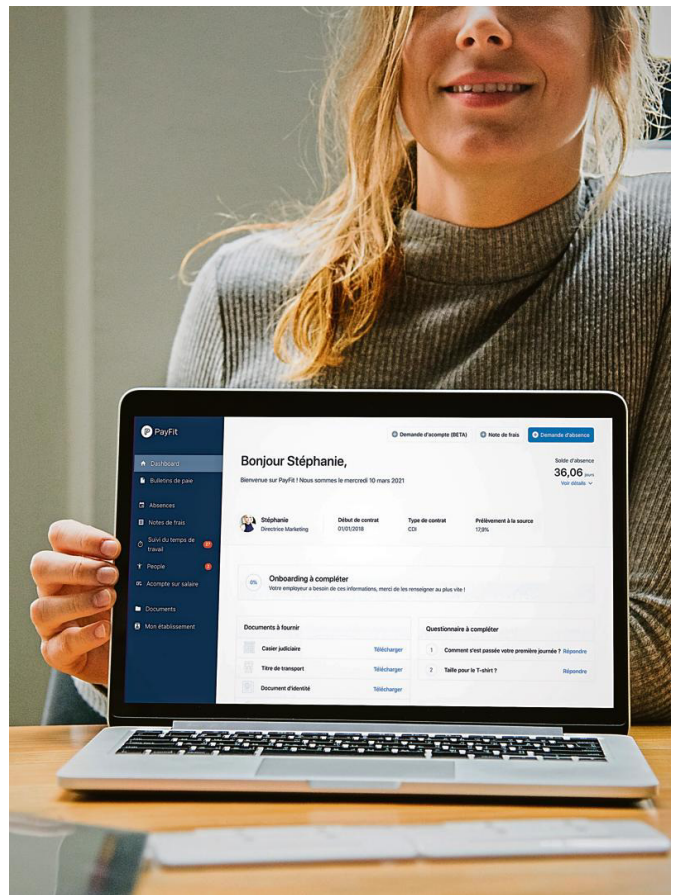 PayFit
Dashboard
Bulletins de paie
Absences
Notes de frais
Suivi du temps de
travail
People
Acompte sur salaire
Documents
Mon établissement
Demande d'acompte (BETA)
Note de frais
Demande d'absence
Bonjour Stéphanie,
Bienvenue sur PayFit ! Nous sommes le mercredi 10 mars 2021
Solde d'absence
36,06 jours
Voir détails
Stéphanie
Directrice Marketing
Début de contrat
01/01/2018
Type de contrat
CDI
Prélèvement à la source
17,8%
0%
Onboarding à compléter
Votre employeur a besoin de ces informations, merci de les renseigner au plus vite !
Documents à fournir
Casier judiciaire Télécharger
Titre de transport Télécharger
Document d'identité Télécharger
Questionnaire à compléter
1 Comment s'est passée votre première journée ? Répondre
2 Taille pour le T-shirt ? Répondre